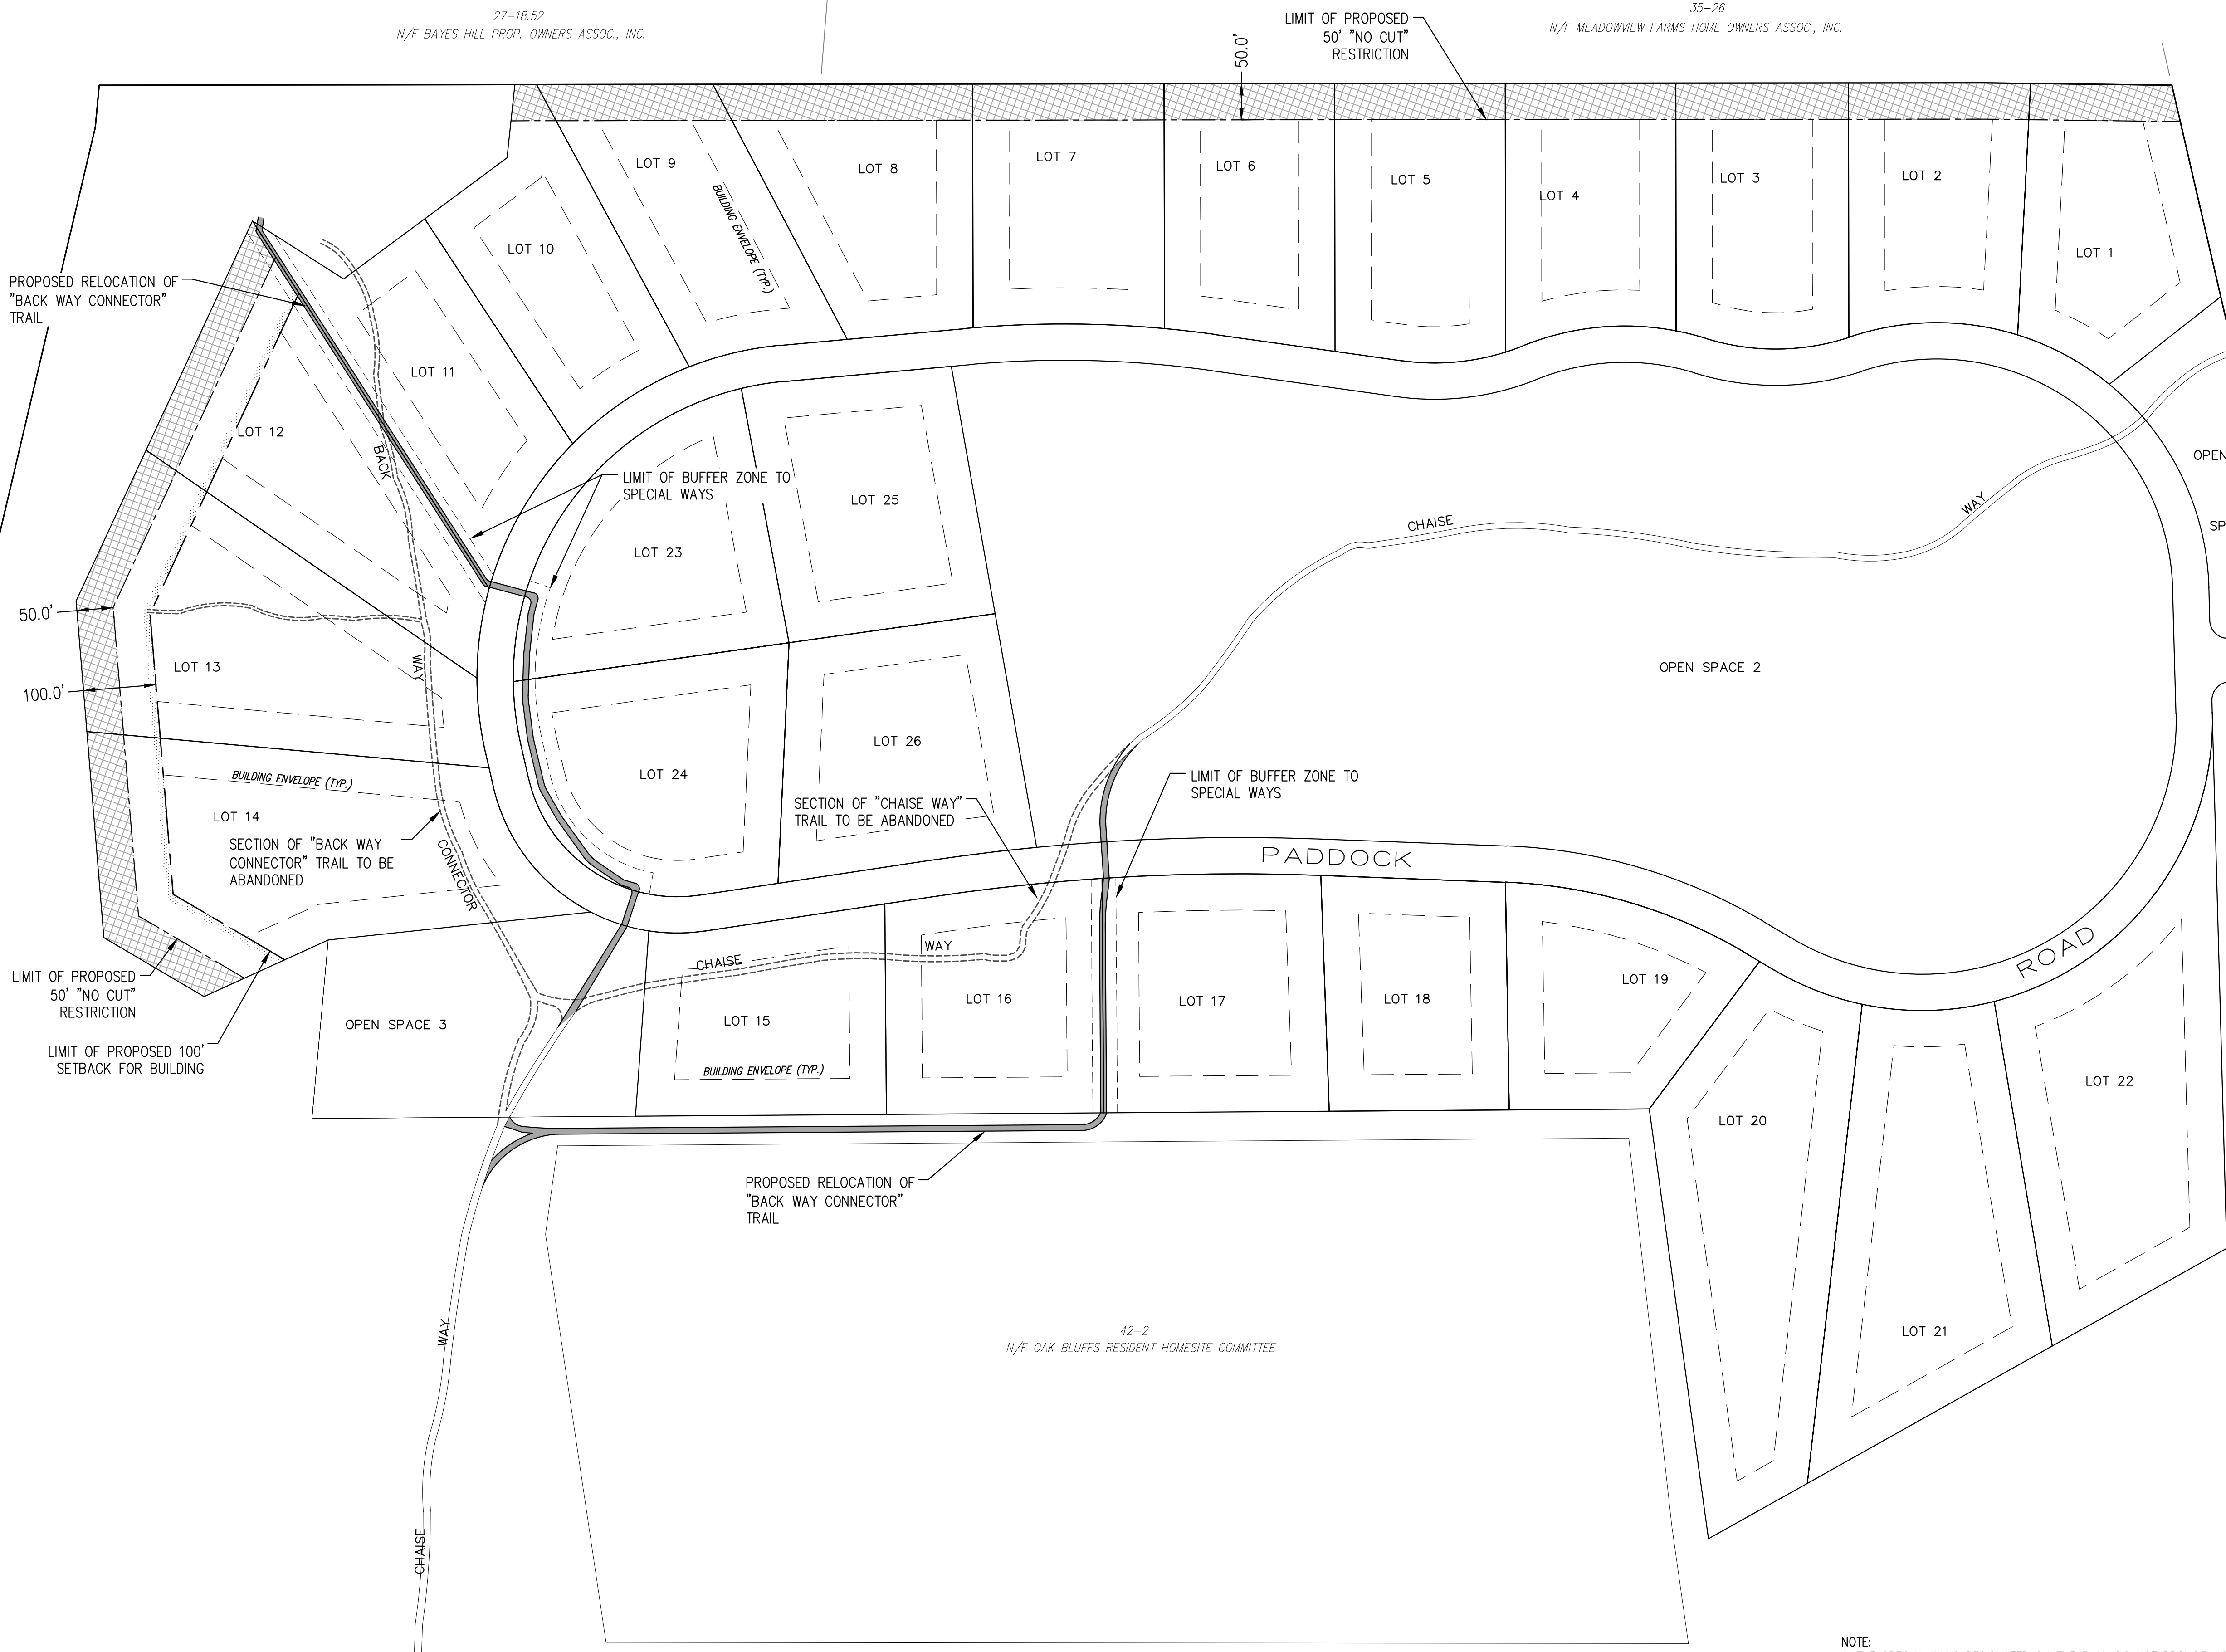 27-18.52
N/F BAYES HILL PROP. OWNERS ASSOC., INC.
35-26
N/F MEADOWVIEW FARMS HOME OWNERS ASSOC., INC.
LIMIT OF PROPOSED
50' "NO CUT"
RESTRICTION
50.0'
LOT 9
LOT 8
LOT 7
LOT 6
LOT 5
LOT 4
LOT 3
LOT 2
LOT 1
BUILDING ENVELOPE (TYP.)
LOT 10
LOT 11
PROPOSED RELOCATION OF
"BACK WAY CONNECTOR"
TRAIL
LOT 12
BACK
WAY
CONNECTOR
LIMIT OF BUFFER ZONE TO
SPECIAL WAYS
LOT 25
LOT 23
CHAISE
WAY
OPEN
SP
50.0'
100.0'
LOT 13
OPEN SPACE 2
LOT 26
LOT 24
BUILDING ENVELOPE (TYP.)
LOT 14
SECTION OF "BACK WAY
CONNECTOR" TRAIL TO BE
ABANDONED
SECTION OF "CHAISE WAY"
TRAIL TO BE ABANDONED
LIMIT OF BUFFER ZONE TO
SPECIAL WAYS
PADDOCK
ROAD
LIMIT OF PROPOSED
50' "NO CUT"
RESTRICTION
LIMIT OF PROPOSED 100'
SETBACK FOR BUILDING
OPEN SPACE 3
CHAISE
WAY
LOT 15
BUILDING ENVELOPE (TYP.)
LOT 16
LOT 17
LOT 18
LOT 19
LOT 20
LOT 21
LOT 22
PROPOSED RELOCATION OF
"BACK WAY CONNECTOR"
TRAIL
WAY
CHAISE
42-2
N/F OAK BLUFFS RESIDENT HOMESITE COMMITTEE
NOTE: